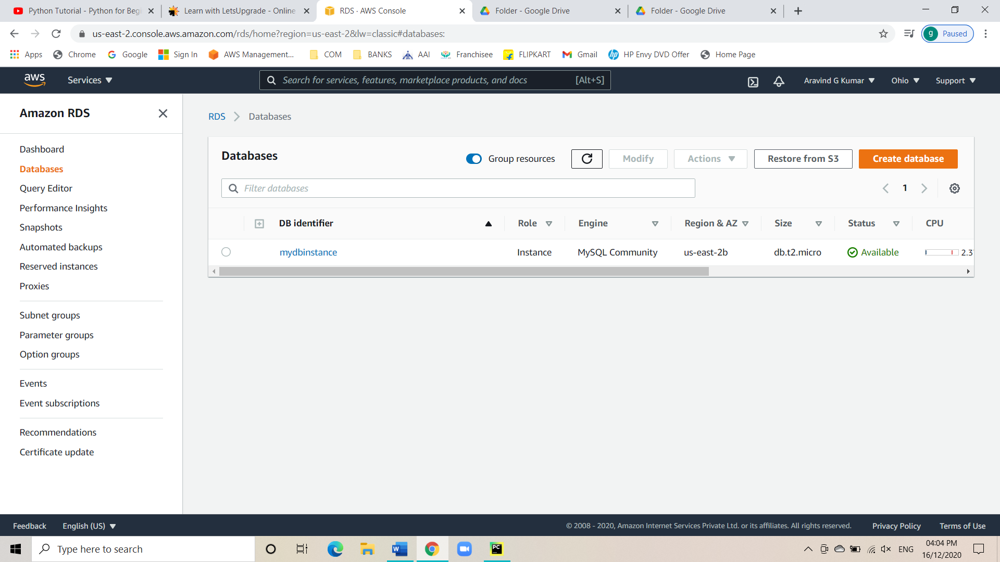 Python Tutorial - Python for Beg
Learn with LetsUpgrade - Online
RDS · AWS Console
Folder - Google Drive
Folder - Google Drive
us-east-2.console.aws.amazon.com/rds/home?region=us-east-2&lw=classic#databases:
g Paused
Apps Chrome Google Sign In AWS Management... COM BANKS AAI Franchisee FLIPKART Gmail HP Envy DVD Offer Home Page
aws Services Search for services, features, marketplace products, and docs [Alt+S] Aravind G Kumar Ohio Support
Amazon RDS
Dashboard
Databases
Query Editor
Performance Insights
Snapshots
Automated backups
Reserved instances
Proxies
Subnet groups
Parameter groups
Option groups
Events
Event subscriptions
Recommendations
Certificate update
RDS > Databases
Databases Group resources Modify Actions Restore from S3 Create database
Filter databases 1
DB identifier Role Engine Region & AZ Size Status CPU
mydbinstance Instance MySQL Community us-east-2b db.t2.micro Available 2.3
Feedback English (US) © 2008 - 2020, Amazon Internet Services Private Ltd. or its affiliates. All rights reserved. Privacy Policy Terms of Use
Type here to search
W
PC
ENG
04:04 PM
16/12/2020